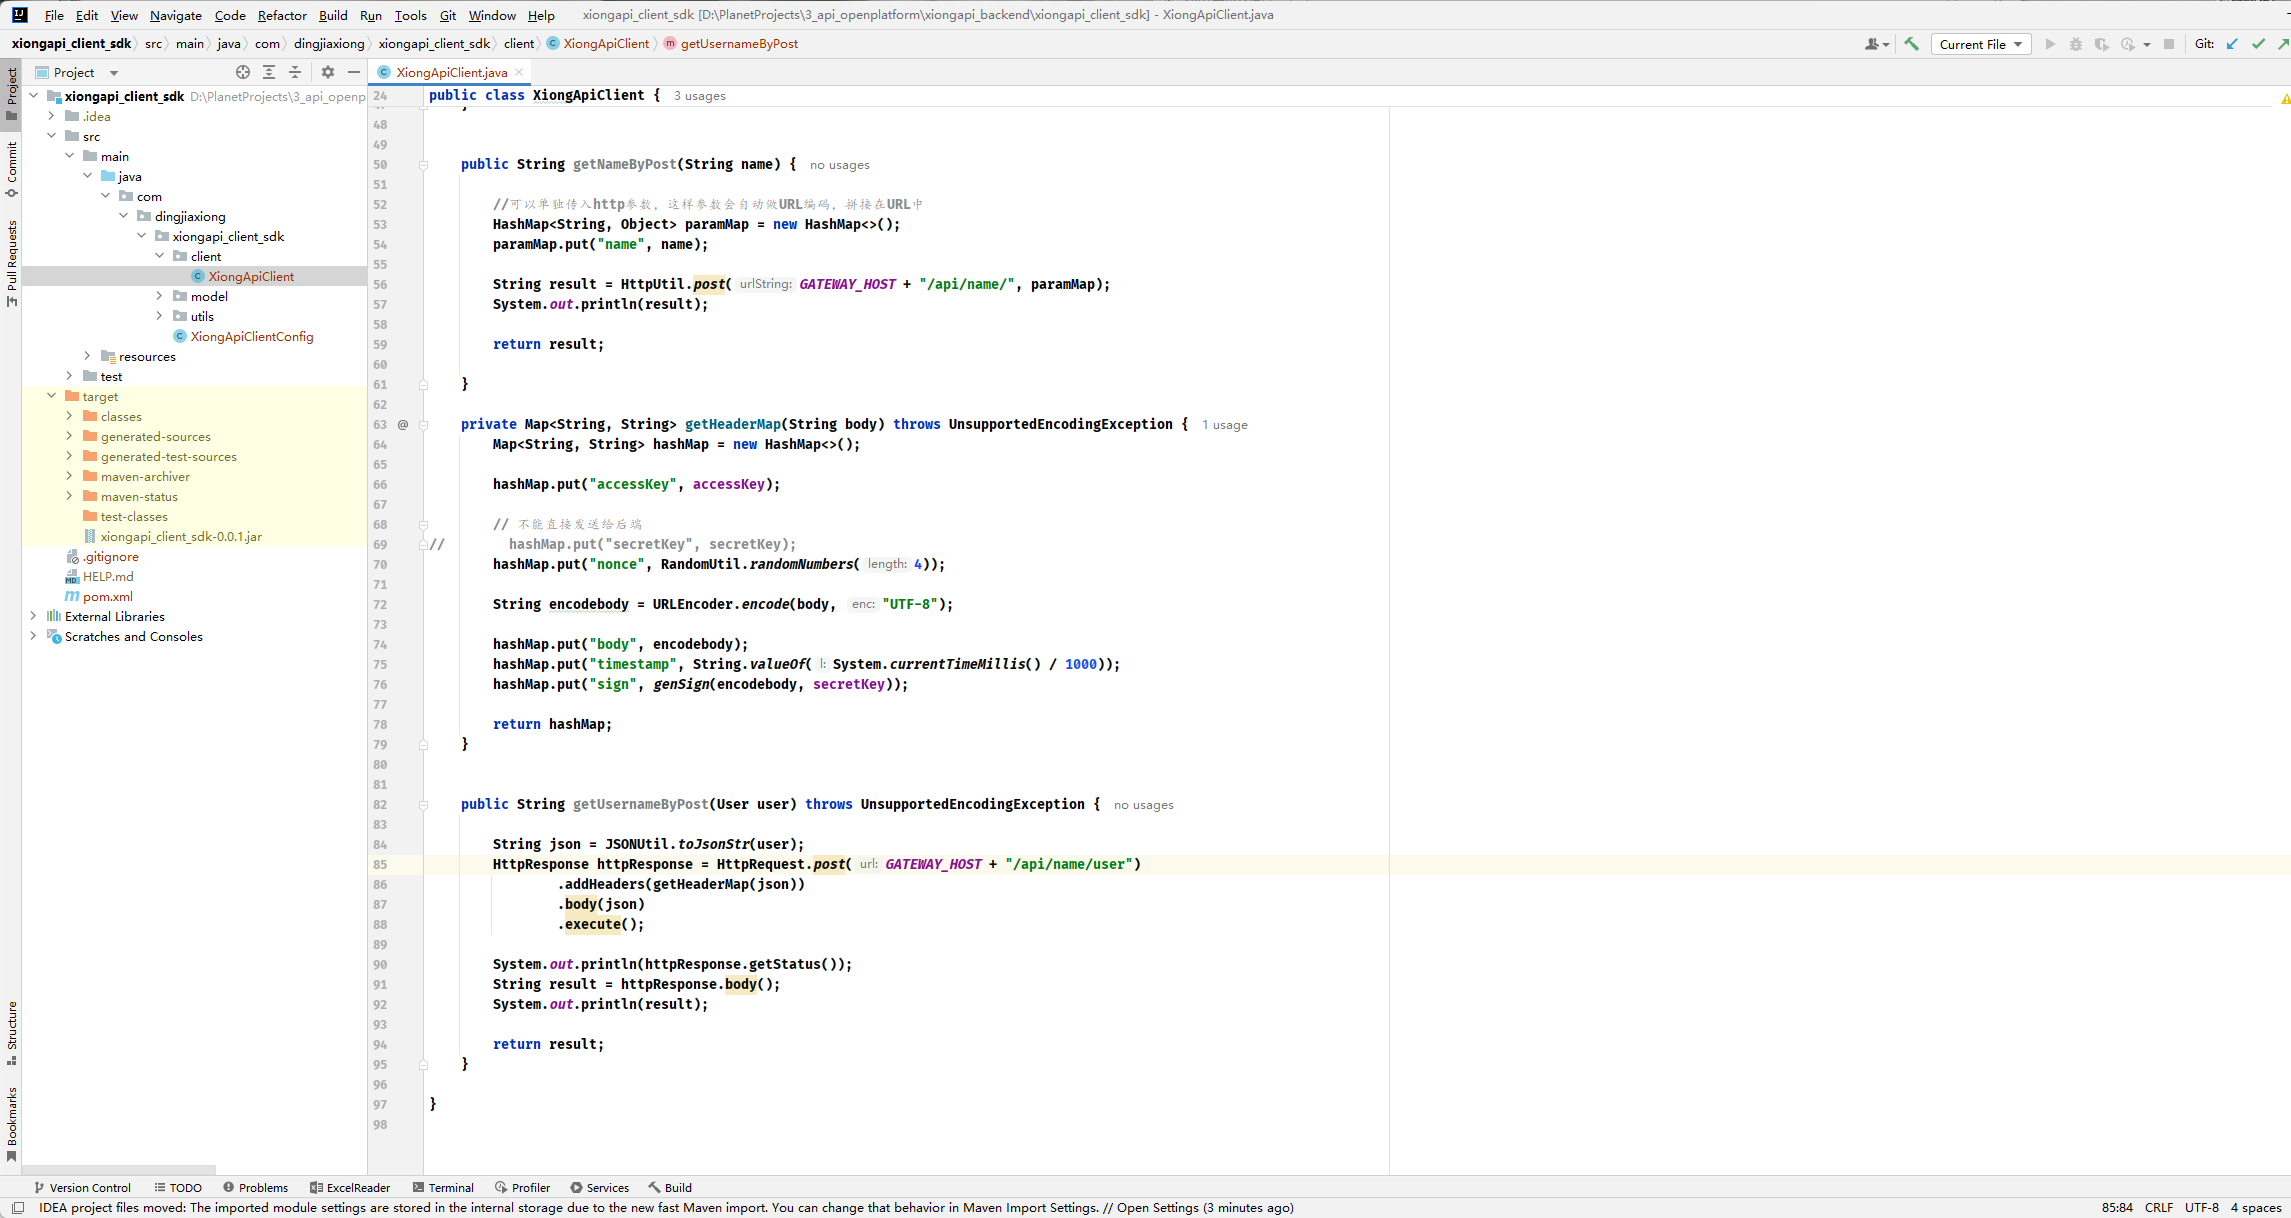 File Edit View Navigate Code Refactor Build Run Tools Git Window Help xiongapi_client_sdk [D:\PlanetProjects\3_api_openplatform\xiongapi_backend\xiongapi_client_sdk] - XiongApiClient.java
xiongapi_client_sdk src main java com dingjiaxiong xiongapi_client_sdk client XiongApiClient getUsernameByPost Current File Git:
Project XiongApiClient.java
Project
Commit
Pull Requests
Structure
Bookmarks
xiongapi_client_sdk D:\PlanetProjects\3_api_openp
.idea
src
main
java
com
dingjiaxiong
xiongapi_client_sdk
client
XiongApiClient
model
utils
XiongApiClientConfig
resources
test
target
classes
generated-sources
generated-test-sources
maven-archiver
maven-status
test-classes
xiongapi_client_sdk-0.0.1.jar
.gitignore
HELP.md
pom.xml
External Libraries
Scratches and Consoles
24 public class XiongApiClient { 3 usages
48
49
50 public String getNameByPost(String name) { no usages
51
52 //可以单独传入http参数，这样参数会自动做URL编码，拼接在URL中
53 HashMap<String, Object> paramMap = new HashMap<>();
54 paramMap.put("name", name);
55
56 String result = HttpUtil.post( urlString: GATEWAY_HOST + "/api/name/", paramMap);
57 System.out.println(result);
58
59 return result;
60
61 }
62
63 @ private Map<String, String> getHeaderMap(String body) throws UnsupportedEncodingException { 1 usage
64 Map<String, String> hashMap = new HashMap<>();
65
66 hashMap.put("accessKey", accessKey);
67
68 // 不能直接发送给后端
69 // hashMap.put("secretKey", secretKey);
70 hashMap.put("nonce", RandomUtil.randomNumbers( length: 4));
71
72 String encodebody = URLEncoder.encode(body, enc: "UTF-8");
73
74 hashMap.put("body", encodebody);
75 hashMap.put("timestamp", String.valueOf( l: System.currentTimeMillis() / 1000));
76 hashMap.put("sign", genSign(encodebody, secretKey));
77
78 return hashMap;
79 }
80
81
82 public String getUsernameByPost(User user) throws UnsupportedEncodingException { no usages
83
84 String json = JSONUtil.toJsonStr(user);
85 HttpResponse httpResponse = HttpRequest.post( url: GATEWAY_HOST + "/api/name/user")
86 .addHeaders(getHeaderMap(json))
87 .body(json)
88 .execute();
89
90 System.out.println(httpResponse.getStatus());
91 String result = httpResponse.body();
92 System.out.println(result);
93
94 return result;
95 }
96
97 }
98
Version Control TODO Problems ExcelReader Terminal Profiler Services Build
IDEA project files moved: The imported module settings are stored in the internal storage due to the new fast Maven import. You can change that behavior in Maven Import Settings. // Open Settings (3 minutes ago) 85:84 CRLF UTF-8 4 spaces